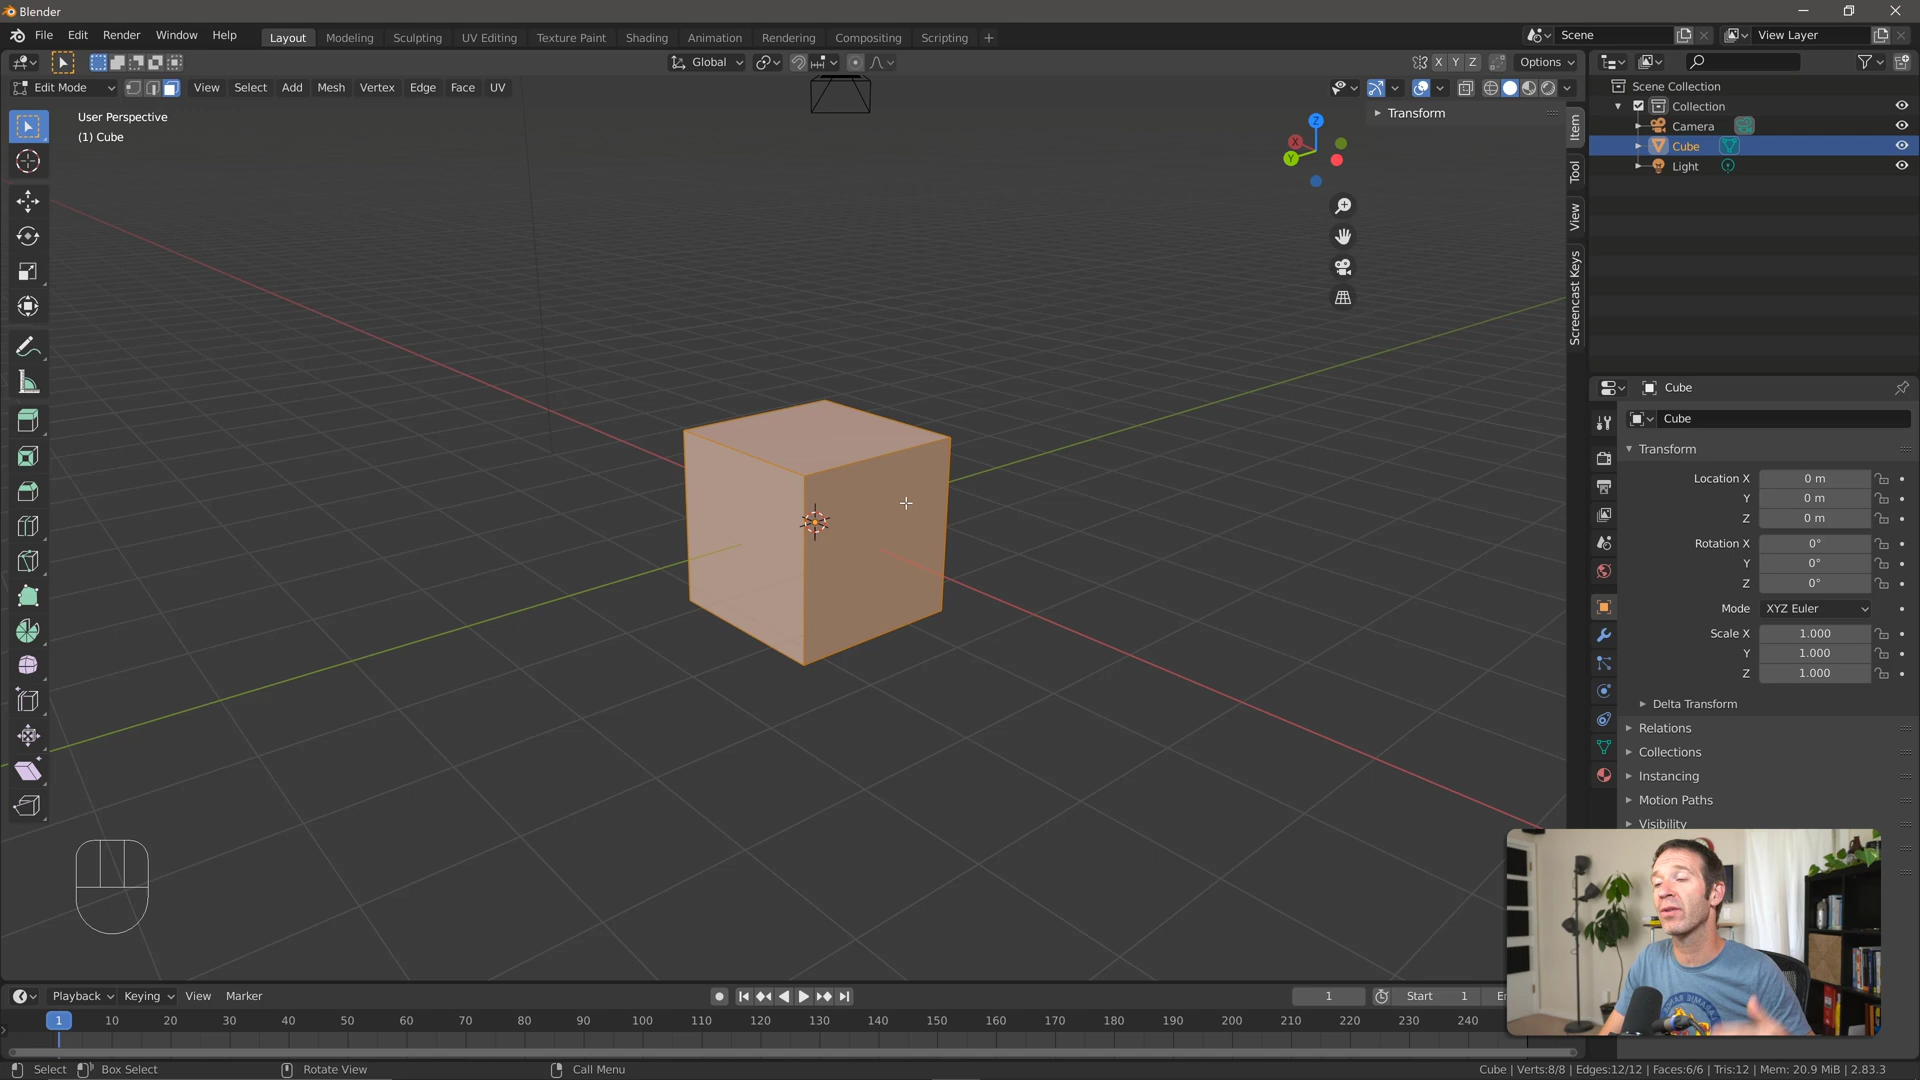 Blender
File Edit Render Window Help
Layout Modeling Sculpting UV Editing Texture Paint Shading Animation Rendering Compositing Scripting +
Scene
View Layer
Global
X Y Z
Options
Edit Mode
View Select Add Mesh Vertex Edge Face UV
User Perspective
(1) Cube
Transform
Z
X
Y
Item
Tool
View
Screencast Keys
Scene Collection
Collection
Camera
Cube
Light
Cube
Cube
Transform
Location X 0 m
Y 0 m
Z 0 m
Rotation X 0°
Y 0°
Z 0°
Mode XYZ Euler
Scale X 1.000
Y 1.000
Z 1.000
Delta Transform
Relations
Collections
Instancing
Motion Paths
Visibility
Playback Keying View Marker
1
Start 1
1 10 20 30 40 50 60 70 80 90 100 110 120 130 140 150 160 170 180 190 200 210 220 230 240
Select Box Select Rotate View Call Menu
Cube | Verts:8/8 | Edges:12/12 | Faces:6/6 | Tris:12 | Mem: 20.9 MiB | 2.83.3